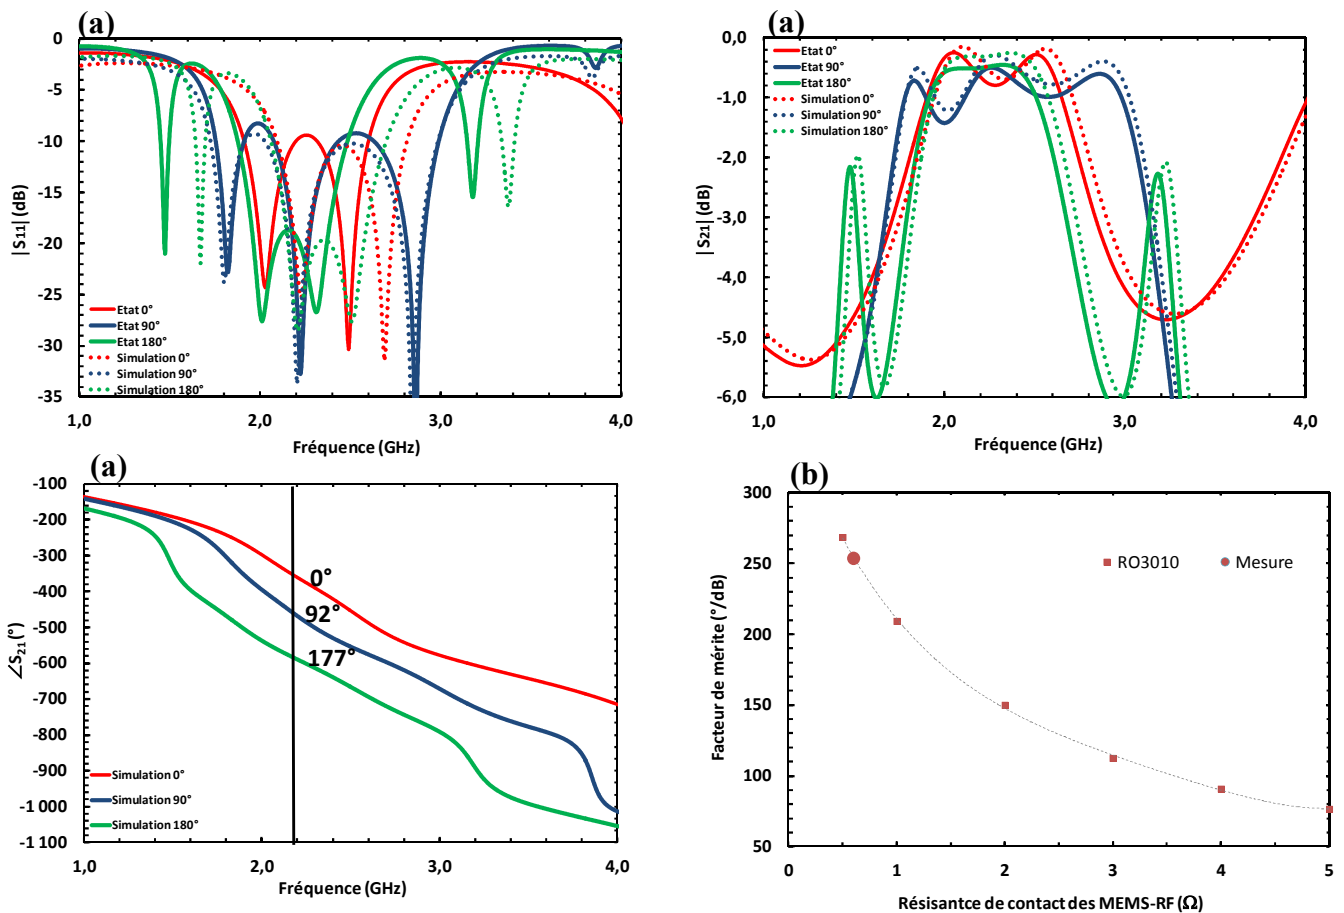 (a)
0
-5
-10
-15
-20
-25
-30
-35
|S11| (dB)
Etat 0°
Etat 90°
Etat 180°
Simulation 0°
Simulation 90°
Simulation 180°
1,0 2,0 3,0 4,0
Fréquence (GHz)
(a)
0,0
-1,0
-2,0
-3,0
-4,0
-5,0
-6,0
|S21| (dB)
Etat 0°
Etat 90°
Etat 180°
Simulation 0°
Simulation 90°
Simulation 180°
1,0 2,0 3,0 4,0
Fréquence (GHz)
(a)
-100
-200
-300
-400
-500
-600
-700
-800
-900
-1 000
-1 100
∠S21 (°)
0°
92°
177°
Simulation 0°
Simulation 90°
Simulation 180°
1,0 2,0 3,0 4,0
Fréquence (GHz)
(b)
300
250
200
150
100
50
Facteur de mérite (°/dB)
RO3010 Mesure
0 1 2 3 4 5
Résisantce de contact des MEMS-RF (Ω)